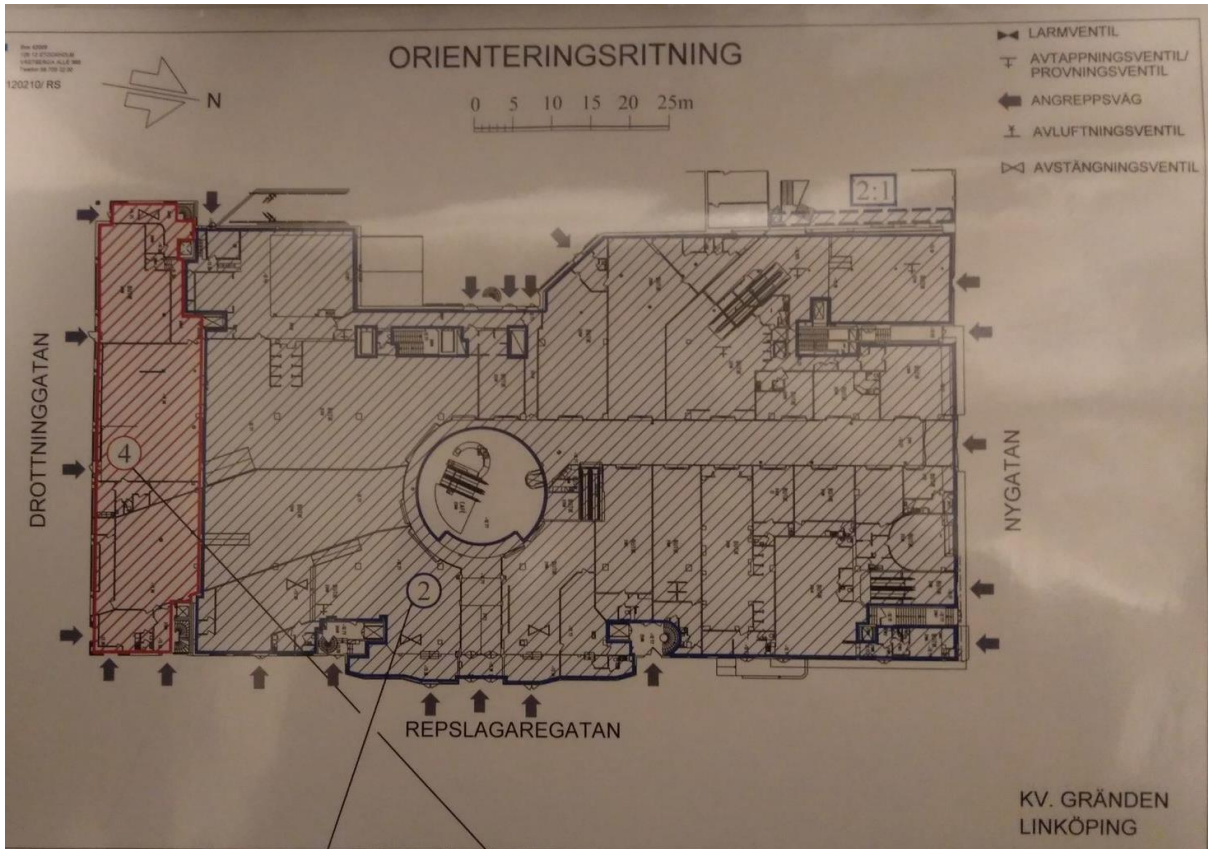 120210/ RS
N
ORIENTERINGSRITNING
0 5 10 15 20 25m
LARMVENTIL
AVTAPPNINGSVENTIL/
PROVNINGSVENTIL
ANGREPPSVÄG
AVLUFTNINGSVENTIL
AVSTÄNGNINGSVENTIL
2:1
DROTTNINGGATAN
4
2
NYGATAN
REPSLAGAREGATAN
KV. GRÄNDEN
LINKÖPING